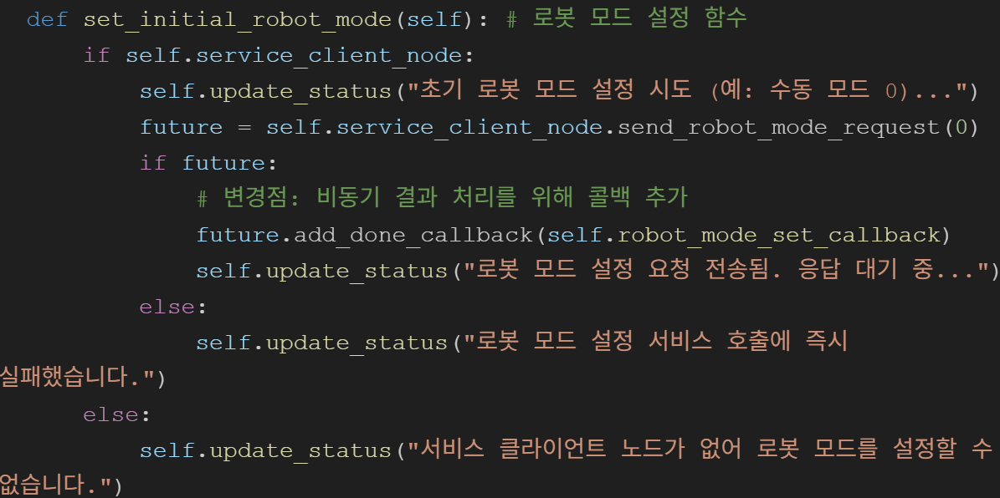 def set_initial_robot_mode(self): # 로봇 모드 설정 함수
if self.service_client_node:
self.update_status("초기 로봇 모드 설정 시도 (예: 수동 모드 0)...")
future = self.service_client_node.send_robot_mode_request(0)
if future:
# 변경점: 비동기 결과 처리를 위해 콜백 추가
future.add_done_callback(self.robot_mode_set_callback)
self.update_status("로봇 모드 설정 요청 전송됨. 응답 대기 중...")
else:
self.update_status("로봇 모드 설정 서비스 호출에 즉시
실패했습니다.")
else:
self.update_status("서비스 클라이언트 노드가 없어 로봇 모드를 설정할 수
없습니다.")